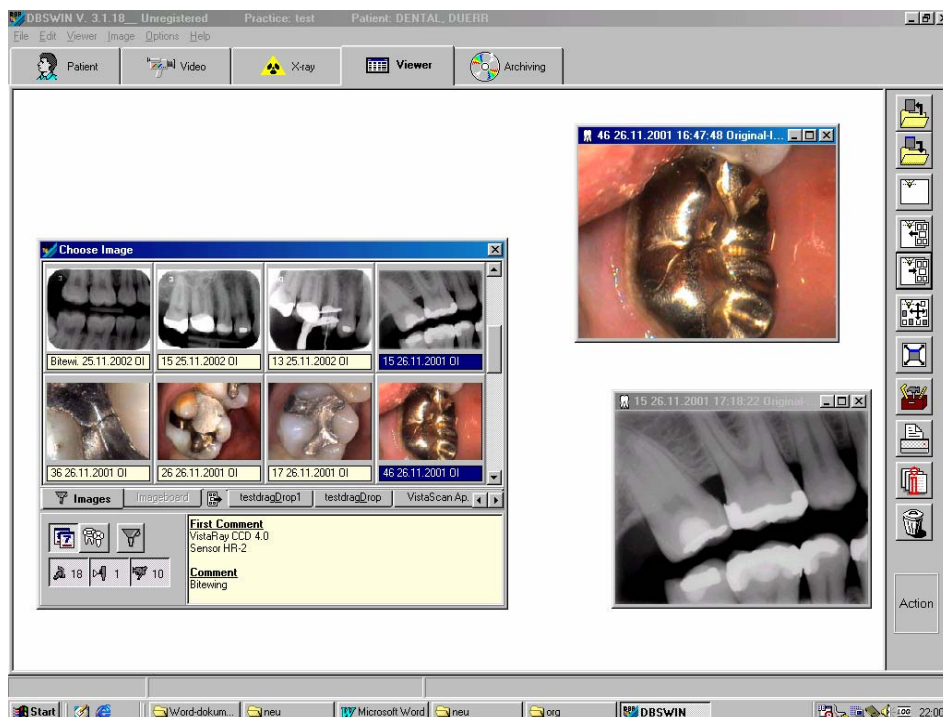 DBSWIN V. 3.1.18__ Unregistered Practice: test Patient: DENTAL, DUERR
File Edit Viewer Image Options Help
Patient Video X-ray Viewer Archiving
46 26.11.2001 16:47:48 Original-I...
Choose Image
Bitewi. 25.11.2002 OI 15 25.11.2002 OI 13 25.11.2002 OI 15 26.11.2001 OI
15 26.11.2001 17:18:22 Original-...
36 26.11.2001 OI 26 26.11.2001 OI 17 26.11.2001 OI 46 26.11.2001 OI
Images Imageboard testdragDrop1 testdragDrop VistaScan Ap.
First Comment
VistaRay CCD 4.0
Sensor HR-2
18 1 10
Comment
Bitewing
Action
Start Word-dokum... neu Microsoft Word neu org DBSWIN 22:00